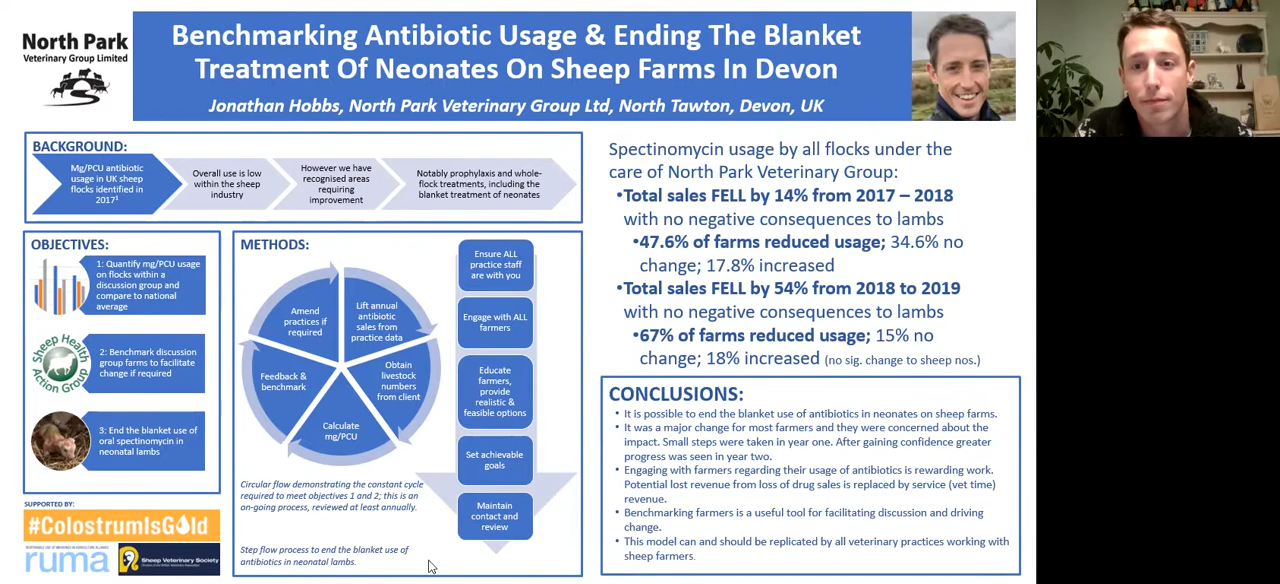 North Park
Veterinary Group Limited
Benchmarking Antibiotic Usage & Ending The Blanket
Treatment Of Neonates On Sheep Farms In Devon
Jonathan Hobbs, North Park Veterinary Group Ltd, North Tawton, Devon, UK
BACKGROUND:
Mg/PCU antibiotic
usage in UK sheep
flocks identified in
2017¹
Overall use is low
within the sheep
industry
However we have
recognised areas
requiring
improvement
Notably prophylaxis and whole-
flock treatments, including the
blanket treatment of neonates
OBJECTIVES:
1: Quantify mg/PCU usage
on flocks within a
discussion group and
compare to national
average
Sheep Health
Action Group
2: Benchmark discussion
group farms to facilitate
change if required
3: End the blanket use of
oral spectinomycin in
neonatal lambs
SUPPORTED BY:
#ColostrumIsGold
RESPONSIBLE USE OF MEDICINES IN AGRICULTURE ALLIANCE
ruma
Sheep Veterinary Society
METHODS:
Lift annual
antibiotic
sales from
practice data
Obtain
livestock
numbers
from client
Calculate
mg/PCU
Feedback &
benchmark
Amend
practices if
required
Circular flow demonstrating the constant cycle
required to meet objectives 1 and 2; this is an
on-going process, reviewed at least annually.
Step flow process to end the blanket use of
antibiotics in neonatal lambs.
Ensure ALL
practice staff
are with you
Engage with ALL
farmers
Educate
farmers,
provide
realistic &
feasible options
Set achievable
goals
Maintain
contact and
review
Spectinomycin usage by all flocks under the
care of North Park Veterinary Group:
•Total sales FELL by 14% from 2017 – 2018
with no negative consequences to lambs
•47.6% of farms reduced usage; 34.6% no
change; 17.8% increased
•Total sales FELL by 54% from 2018 to 2019
with no negative consequences to lambs
•67% of farms reduced usage; 15% no
change; 18% increased (no sig. change to sheep nos.)
CONCLUSIONS:
• It is possible to end the blanket use of antibiotics in neonates on sheep farms.
• It was a major change for most farmers and they were concerned about the
impact. Small steps were taken in year one. After gaining confidence greater
progress was seen in year two.
• Engaging with farmers regarding their usage of antibiotics is rewarding work.
Potential lost revenue from loss of drug sales is replaced by service (vet time)
revenue.
• Benchmarking farmers is a useful tool for facilitating discussion and driving
change.
• This model can and should be replicated by all veterinary practices working with
sheep farmers.